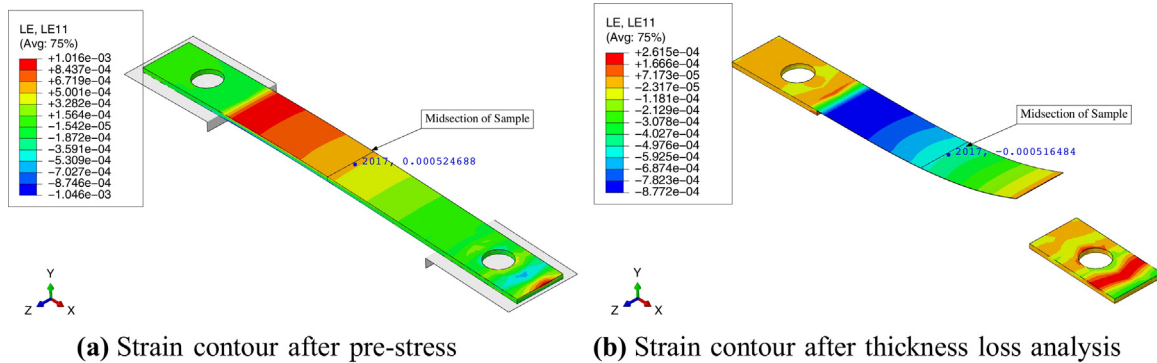 LE, LE11
(Avg: 75%)
+1.016e-03
+8.437e-04
+6.719e-04
+5.001e-04
+3.282e-04
+1.564e-04
-1.542e-05
-1.872e-04
-3.591e-04
-5.309e-04
-7.027e-04
-8.746e-04
-1.046e-03
Midsection of Sample
2017, 0.000524688
Y
Z
X
(a) Strain contour after pre-stress
LE, LE11
(Avg: 75%)
+2.615e-04
+1.666e-04
+7.173e-05
-2.317e-05
-1.181e-04
-2.129e-04
-3.078e-04
-4.027e-04
-4.976e-04
-5.925e-04
-6.874e-04
-7.823e-04
-8.772e-04
Midsection of Sample
2017, -0.000516484
Y
Z
X
(b) Strain contour after thickness loss analysis